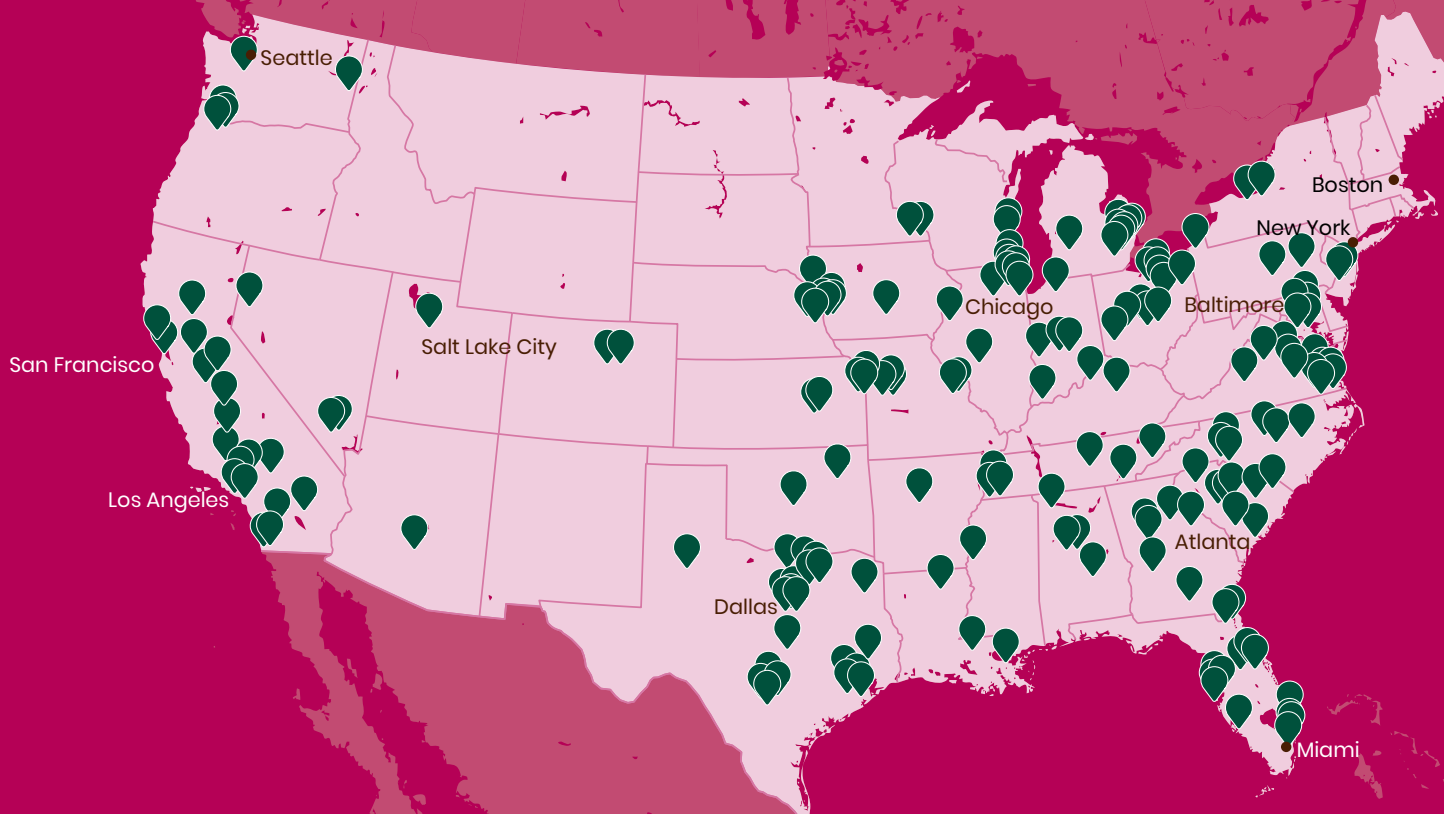 Seattle
Boston
New York
Chicago
Baltimore
Salt Lake City
San Francisco
Los Angeles
Atlanta
Dallas
Miami